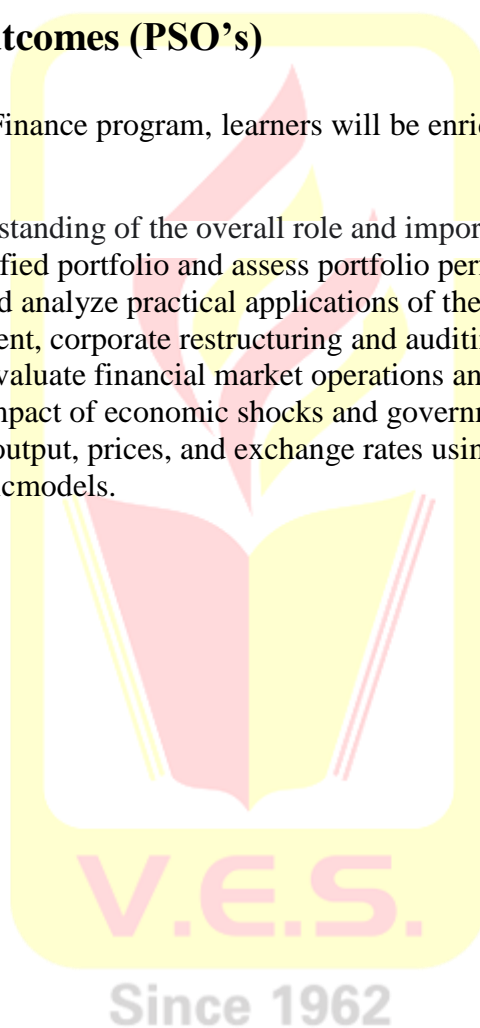 tcomes (PSO’s)
Finance program, learners will be enri
standing of the overall role and impor
fied portfolio and assess portfolio per
d analyze practical applications of the
ent, corporate restructuring and auditi
valuate financial market operations an
npact of economic shocks and governm
output, prices, and exchange rates usin
cmodels.
V.E.S.
Since 1962